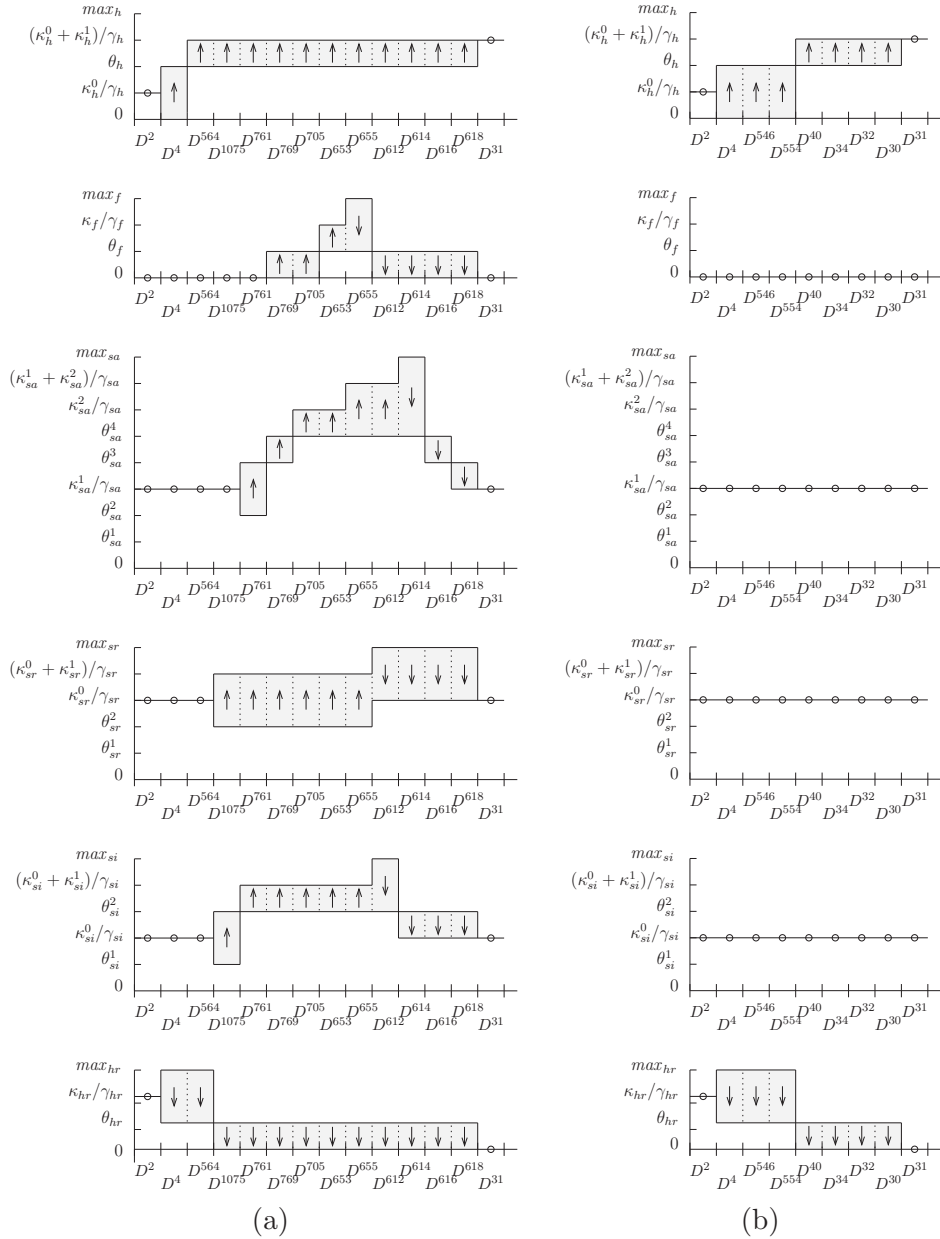 max_h
(κ_h^0 + κ_h^1)/γ_h
θ_h
κ_h^0/γ_h
0
D^2 D^564 D^761 D^705 D^655 D^614 D^618
D^4 D^1075 D^769 D^653 D^612 D^616 D^31
max_h
(κ_h^0 + κ_h^1)/γ_h
θ_h
κ_h^0/γ_h
0
D^2 D^546 D^40 D^32 D^31
D^4 D^554 D^34 D^30
max_f
κ_f/γ_f
θ_f
0
D^2 D^564 D^761 D^705 D^655 D^614 D^618
D^4 D^1075 D^769 D^653 D^612 D^616 D^31
max_f
κ_f/γ_f
θ_f
0
D^2 D^546 D^40 D^32 D^31
D^4 D^554 D^34 D^30
max_sa
(κ_sa^1 + κ_sa^2)/γ_sa
κ_sa^2/γ_sa
θ_sa^4
θ_sa^3
κ_sa^1/γ_sa
θ_sa^2
θ_sa^1
0
D^2 D^564 D^761 D^705 D^655 D^614 D^618
D^4 D^1075 D^769 D^653 D^612 D^616 D^31
max_sa
(κ_sa^1 + κ_sa^2)/γ_sa
κ_sa^2/γ_sa
θ_sa^4
θ_sa^3
κ_sa^1/γ_sa
θ_sa^2
θ_sa^1
0
D^2 D^546 D^40 D^32 D^31
D^4 D^554 D^34 D^30
max_sr
(κ_sr^0 + κ_sr^1)/γ_sr
κ_sr^0/γ_sr
θ_sr^2
θ_sr^1
0
D^2 D^564 D^761 D^705 D^655 D^614 D^618
D^4 D^1075 D^769 D^653 D^612 D^616 D^31
max_sr
(κ_sr^0 + κ_sr^1)/γ_sr
κ_sr^0/γ_sr
θ_sr^2
θ_sr^1
0
D^2 D^546 D^40 D^32 D^31
D^4 D^554 D^34 D^30
max_si
(κ_si^0 + κ_si^1)/γ_si
θ_si^2
κ_si^0/γ_si
θ_si^1
0
D^2 D^564 D^761 D^705 D^655 D^614 D^618
D^4 D^1075 D^769 D^653 D^612 D^616 D^31
max_si
(κ_si^0 + κ_si^1)/γ_si
θ_si^2
κ_si^0/γ_si
θ_si^1
0
D^2 D^546 D^40 D^32 D^31
D^4 D^554 D^34 D^30
max_hr
κ_hr/γ_hr
θ_hr
0
D^2 D^564 D^761 D^705 D^655 D^614 D^618
D^4 D^1075 D^769 D^653 D^612 D^616 D^31
max_hr
κ_hr/γ_hr
θ_hr
0
D^2 D^546 D^40 D^32 D^31
D^4 D^554 D^34 D^30
(a)
(b)